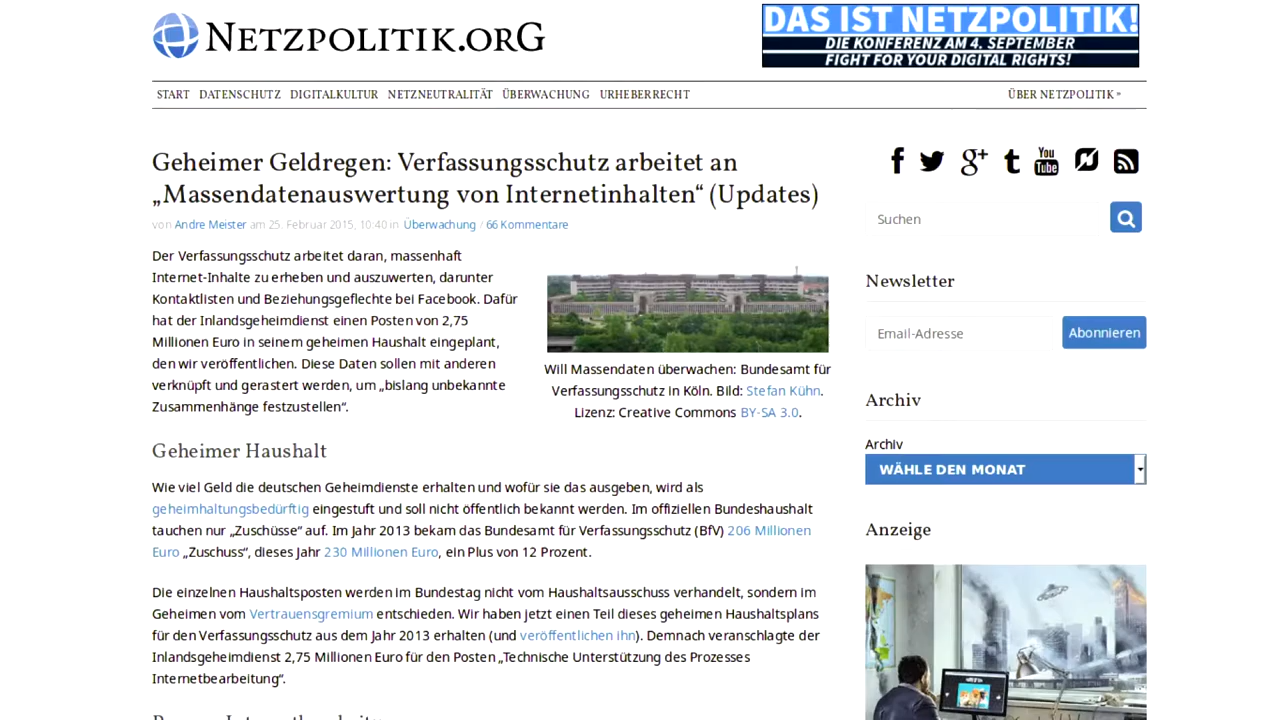 NETZPOLITIK.ORG
DAS IST NETZPOLITIK!
DIE KONFERENZ AM 4. SEPTEMBER
FIGHT FOR YOUR DIGITAL RIGHTS!
START DATENSCHUTZ DIGITALKULTUR NETZNEUTRALITÄT ÜBERWACHUNG URHEBERRECHT ÜBER NETZPOLITIK »
Geheimer Geldregen: Verfassungsschutz arbeitet an
„Massendatenauswertung von Internetinhalten“ (Updates)
von Andre Meister am 25. Februar 2015, 10:40 in Überwachung / 66 Kommentare
Der Verfassungsschutz arbeitet daran, massenhaft
Internet-Inhalte zu erheben und auszuwerten, darunter
Kontaktlisten und Beziehungsgeflechte bei Facebook. Dafür
hat der Inlandsgeheimdienst einen Posten von 2,75
Millionen Euro in seinem geheimen Haushalt eingeplant,
den wir veröffentlichen. Diese Daten sollen mit anderen
verknüpft und gerastert werden, um „bislang unbekannte
Zusammenhänge festzustellen“.
Will Massendaten überwachen: Bundesamt für
Verfassungsschutz in Köln. Bild: Stefan Kühn.
Lizenz: Creative Commons BY-SA 3.0.
Geheimer Haushalt
Wie viel Geld die deutschen Geheimdienste erhalten und wofür sie das ausgeben, wird als
geheimhaltungsbedürftig eingestuft und soll nicht öffentlich bekannt werden. Im offiziellen Bundeshaushalt
tauchen nur „Zuschüsse“ auf. Im Jahr 2013 bekam das Bundesamt für Verfassungsschutz (BfV) 206 Millionen
Euro „Zuschuss“, dieses Jahr 230 Millionen Euro, ein Plus von 12 Prozent.
Die einzelnen Haushaltsposten werden im Bundestag nicht vom Haushaltsausschuss verhandelt, sondern im
Geheimen vom Vertrauensgremium entschieden. Wir haben jetzt einen Teil dieses geheimen Haushaltsplans
für den Verfassungsschutz aus dem Jahr 2013 erhalten (und veröffentlichen ihn). Demnach veranschlagte der
Inlandsgeheimdienst 2,75 Millionen Euro für den Posten „Technische Unterstützung des Prozesses
Internetbearbeitung“.
You
Tube
Suchen
Newsletter
Email-Adresse Abonnieren
Archiv
Archiv
WÄHLE DEN MONAT
Anzeige